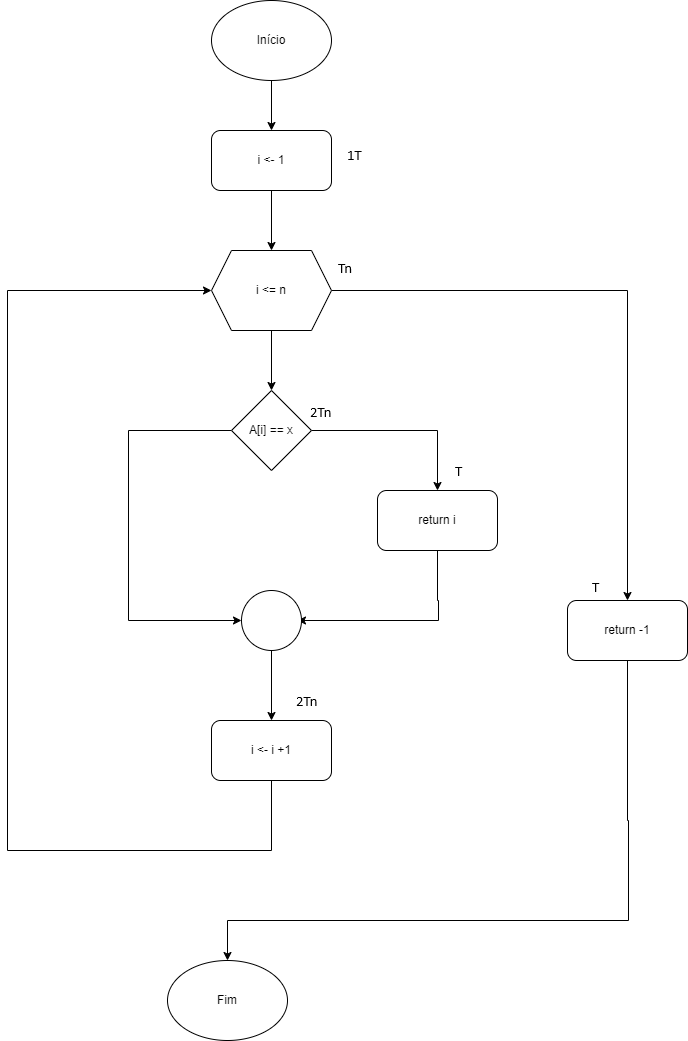 Início
i <- 1
1T
Tn
i <= n
2Tn
A[i] == x
T
return i
T
return -1
2Tn
i <- i +1
Fim